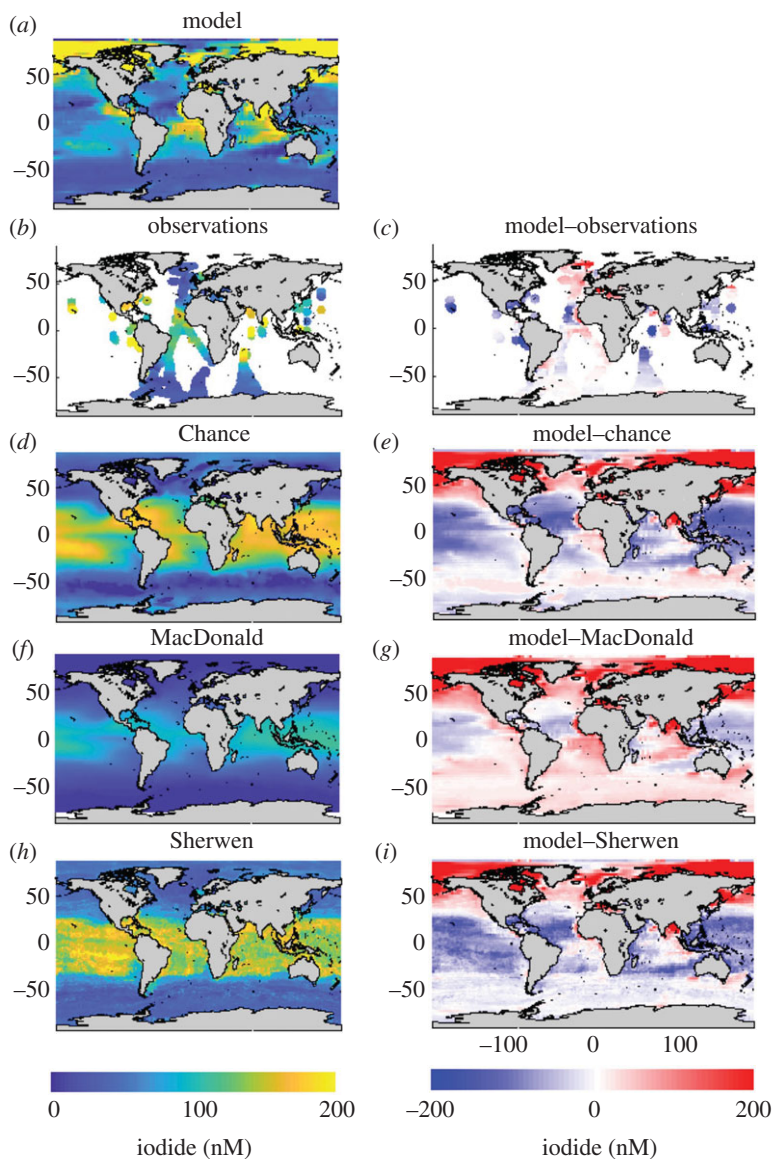 (a) model
50
0
−50
(b) observations
(c) model–observations
50
0
−50
50
0
−50
(d) Chance
(e) model–chance
50
0
−50
50
0
−50
(f) MacDonald
(g) model–MacDonald
50
0
−50
50
0
−50
(h) Sherwen
(i) model–Sherwen
50
0
−50
50
0
−50
−100 0 100
0 100 200
−200 0 200
iodide (nM)
iodide (nM)